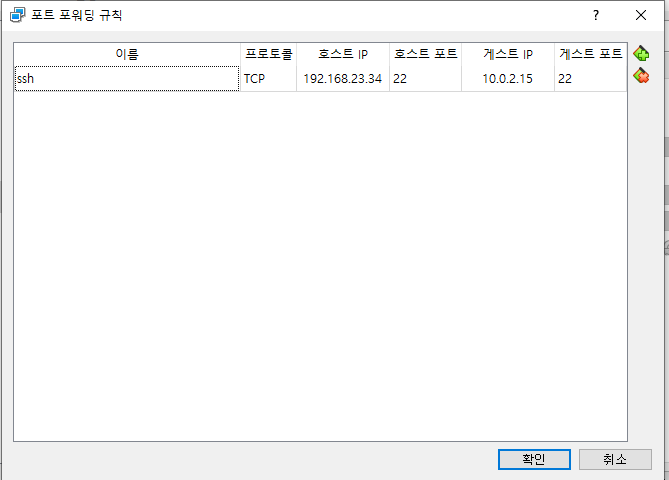 포트 포워딩 규칙 ?
이름 프로토콜 호스트 IP 호스트 포트 게스트 IP 게스트 포트
ssh TCP 192.168.23.34 22 10.0.2.15 22
확인 취소